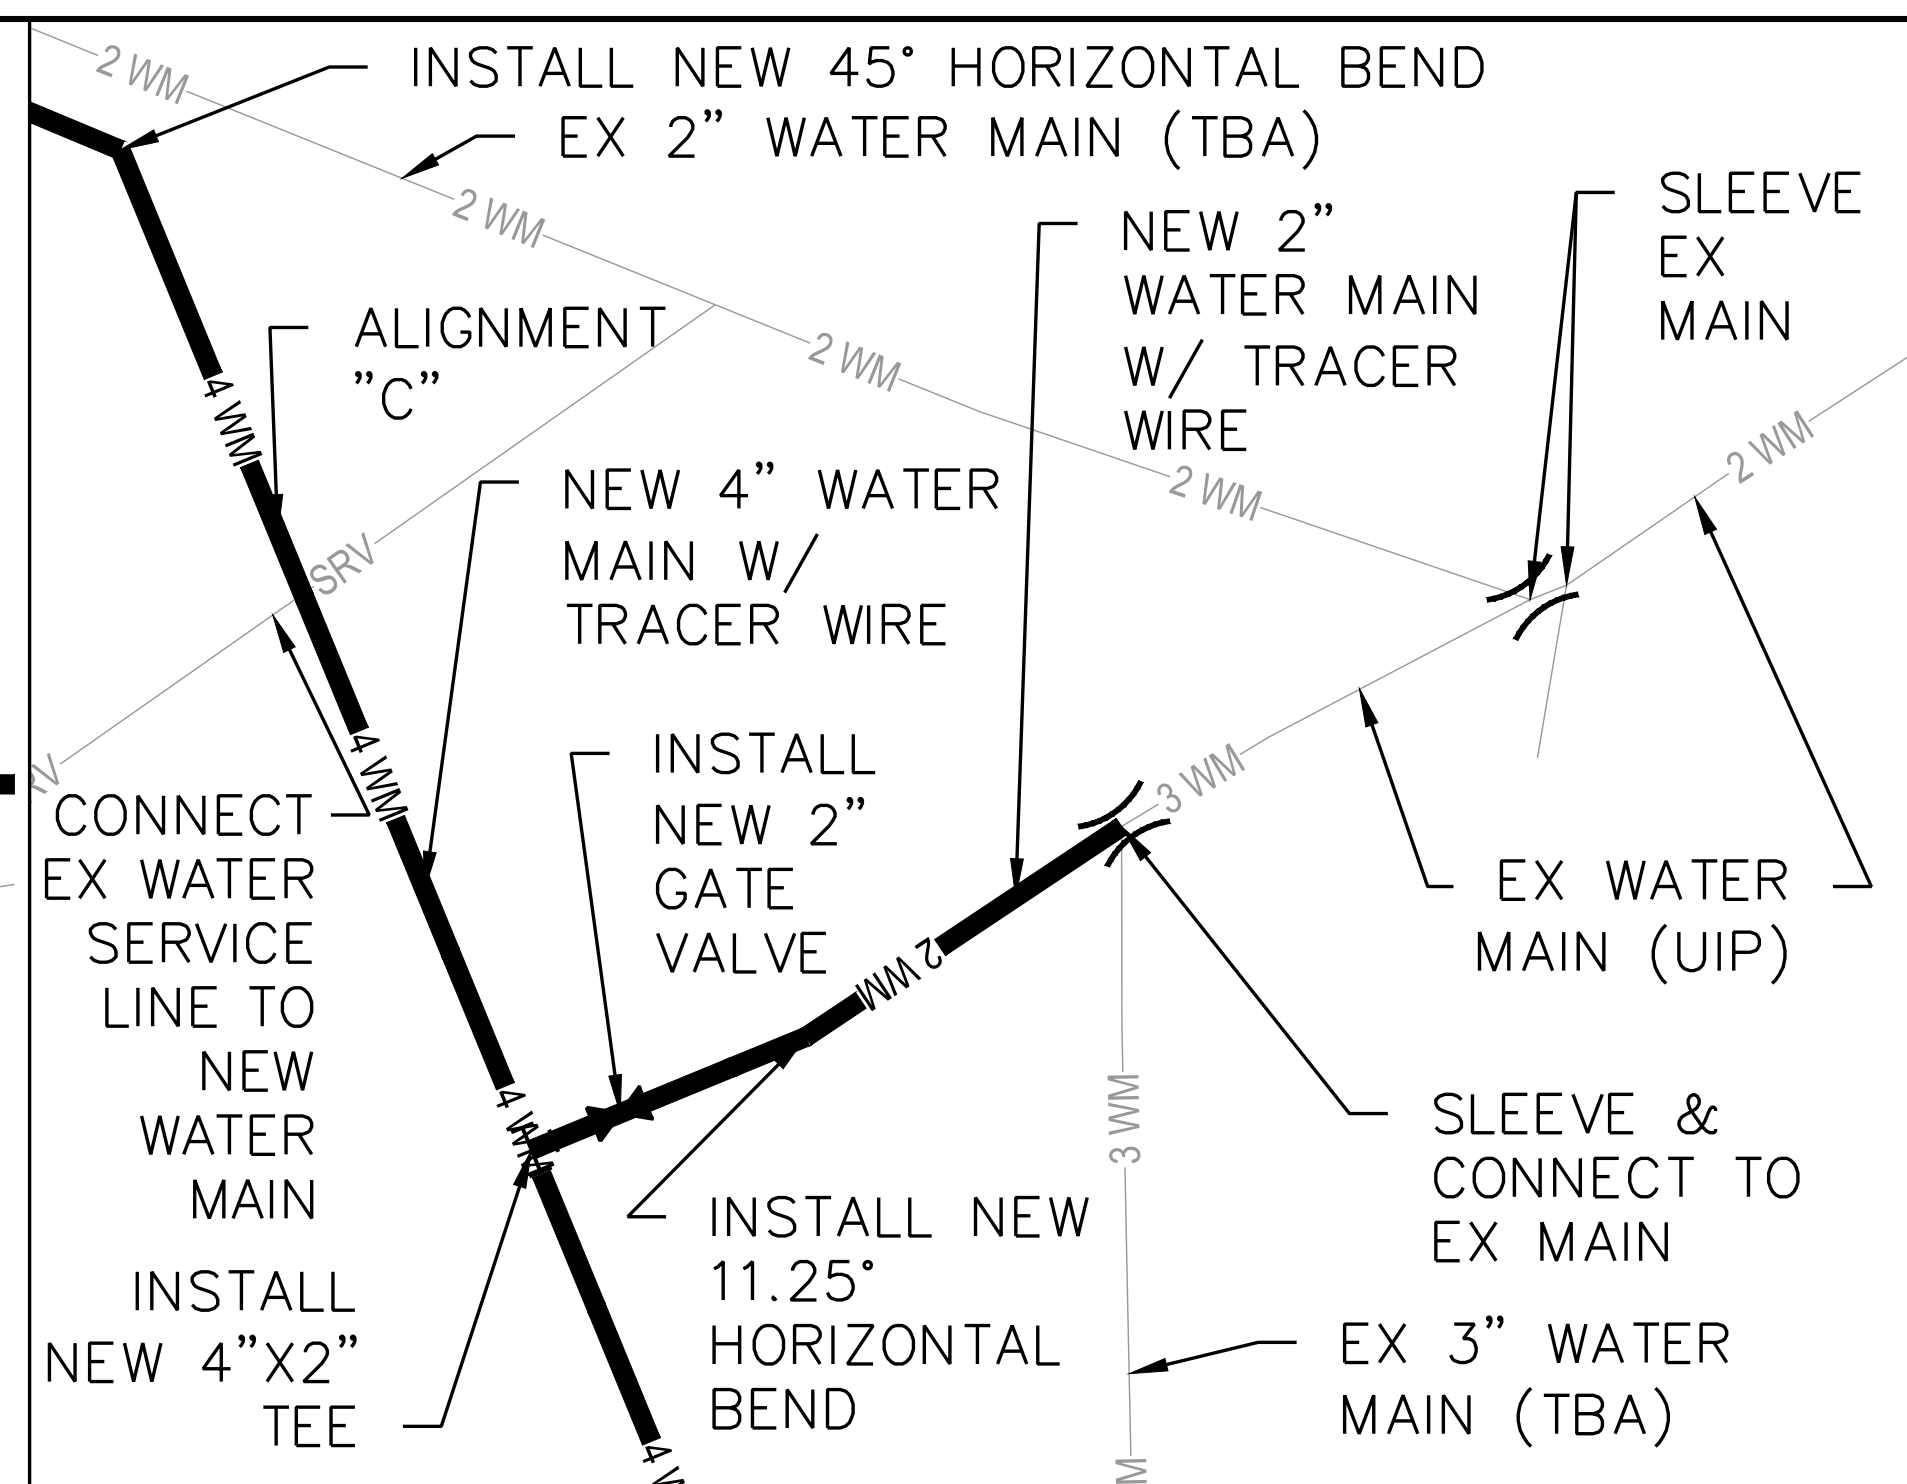 2 WM
INSTALL NEW 45° HORIZONTAL BEND
EX 2” WATER MAIN (TBA)
2 WM
SLEEVE
EX
MAIN
NEW 2”
WATER MAIN
W/ TRACER
WIRE
ALIGNMENT
”C”
2 WM
4 WM
2 WM
2 WM
NEW 4” WATER
MAIN W/
TRACER WIRE
SRV
4 WM
INSTALL
NEW 2”
GATE
VALVE
3 WM
RV
CONNECT
EX WATER
SERVICE
LINE TO
NEW
WATER
MAIN
EX WATER
MAIN (UIP)
2 WM
4 WM
3 WM
SLEEVE &
CONNECT TO
EX MAIN
INSTALL NEW
11.25°
HORIZONTAL
BEND
INSTALL
NEW 4”X2”
TEE
EX 3” WATER
MAIN (TBA)
4 W
M